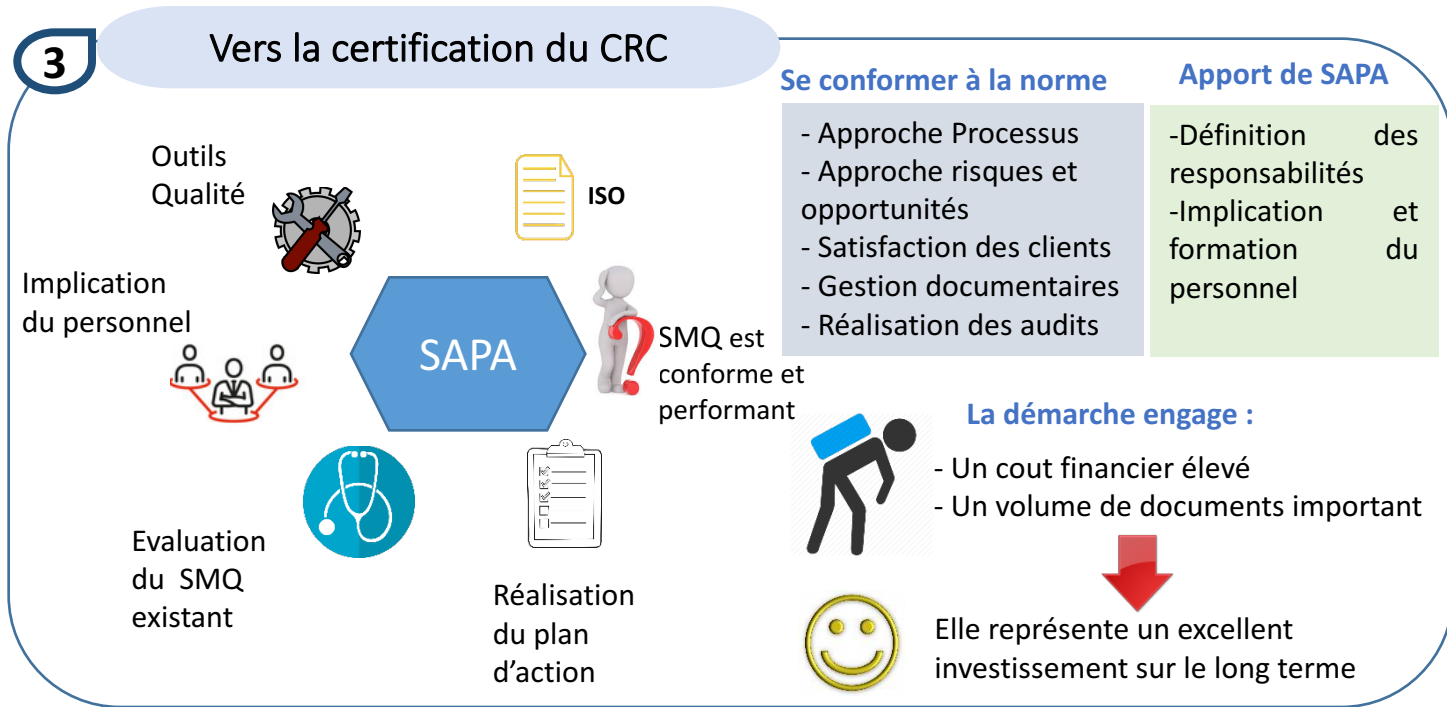 3
Vers la certification du CRC
Outils
Qualité
ISO
Implication
du personnel
SAPA
SMQ est
conforme et
performant
Evaluation
du SMQ
existant
Réalisation
du plan
d’action
Se conformer à la norme
- Approche Processus
- Approche risques et
opportunités
- Satisfaction des clients
- Gestion documentaires
- Réalisation des audits
Apport de SAPA
-Définition des
responsabilités
-Implication et
formation du
personnel
La démarche engage :
- Un cout financier élevé
- Un volume de documents important
Elle représente un excellent
investissement sur le long terme